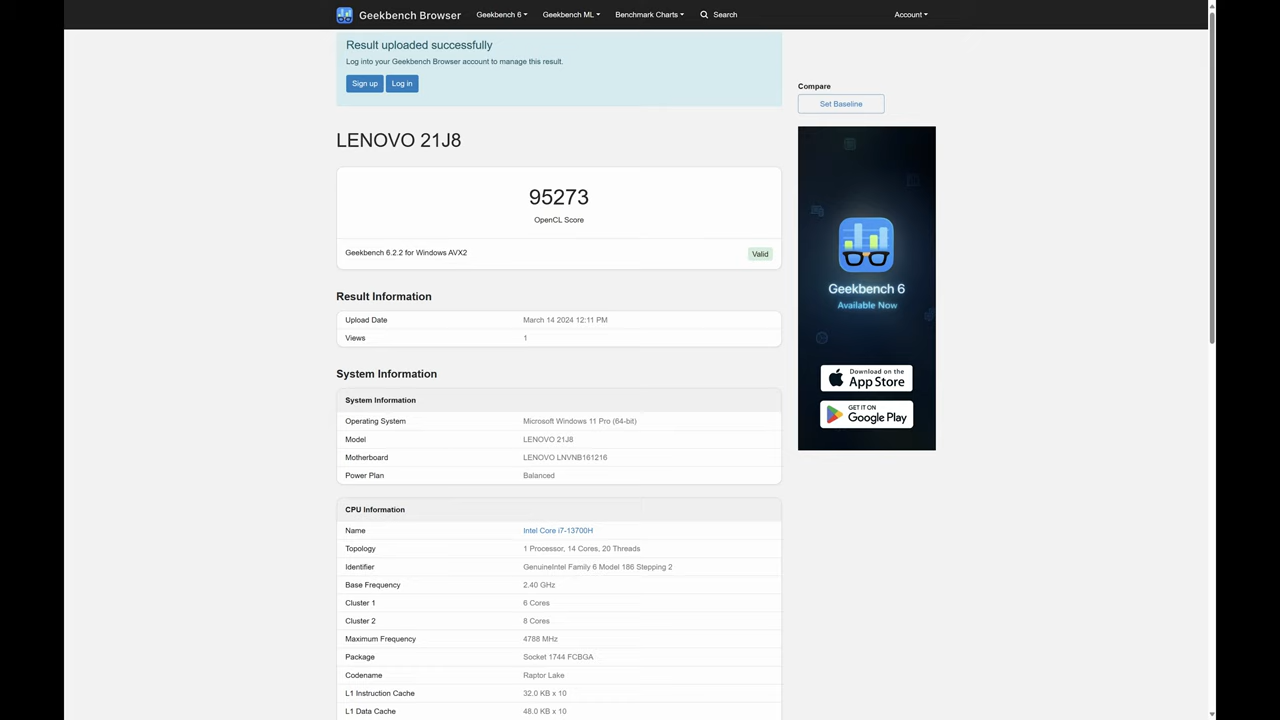 Geekbench Browser Geekbench 6 Geekbench ML Benchmark Charts Search Account
Result uploaded successfully
Log into your Geekbench Browser account to manage this result.
Sign up Log in
Compare
Set Baseline
LENOVO 21J8
95273
OpenCL Score
Geekbench 6.2.2 for Windows AVX2 Valid
Geekbench 6
Available Now
Download on the
App Store
GET IT ON
Google Play
Result Information
Upload Date March 14 2024 12:11 PM
Views 1
System Information
System Information
Operating System Microsoft Windows 11 Pro (64-bit)
Model LENOVO 21J8
Motherboard LENOVO LNVNB161216
Power Plan Balanced
CPU Information
Name Intel Core i7-13700H
Topology 1 Processor, 14 Cores, 20 Threads
Identifier GenuineIntel Family 6 Model 186 Stepping 2
Base Frequency 2.40 GHz
Cluster 1 6 Cores
Cluster 2 8 Cores
Maximum Frequency 4788 MHz
Package Socket 1744 FCBGA
Codename Raptor Lake
L1 Instruction Cache 32.0 KB x 10
L1 Data Cache 48.0 KB x 10